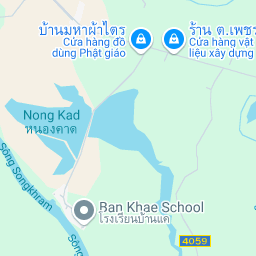 บ้านมหาผ้าไตร
Cửa hàng đồ
dùng Phật giáo
ร้าน ต.เพชร
Cửa hàng vật
liệu xây dựng
Nong Kad
หนองคาด
Sông Songkhram
Ban Khae School
โรงเรียนบ้านแค
Sông
4059